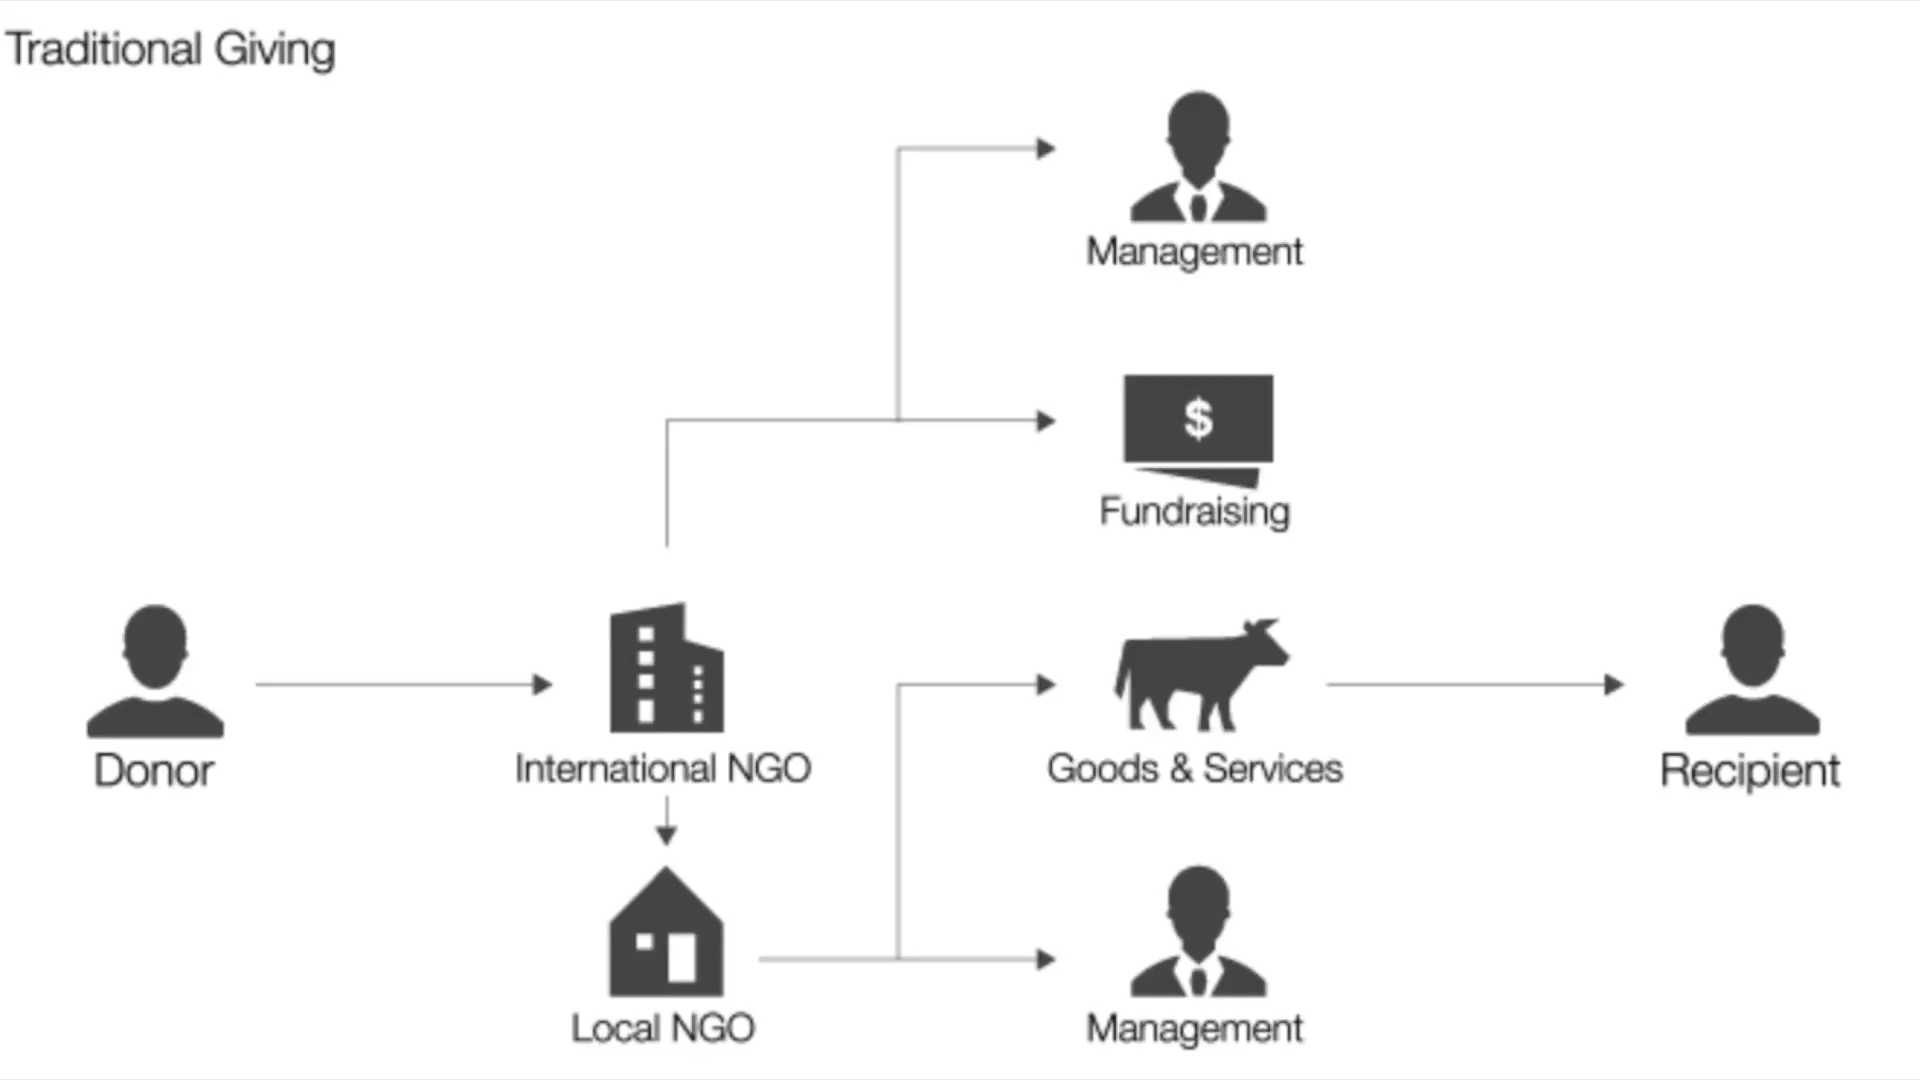 Traditional Giving
Management
$
Fundraising
Donor
International NGO
Goods & Services
Recipient
Local NGO
Management